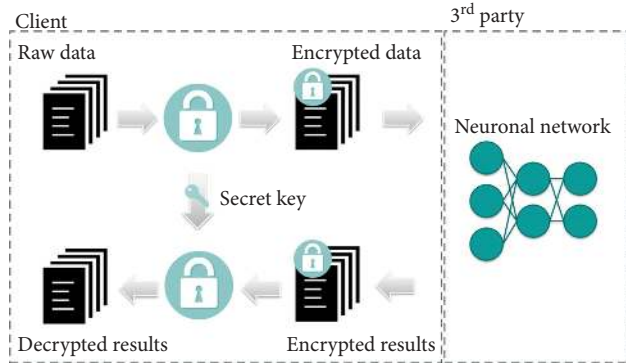 Client
3rd party
Raw data
Encrypted data
Neuronal network
Secret key
Decrypted results
Encrypted results